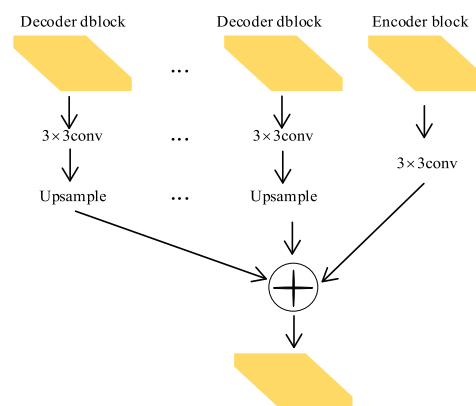 Decoder dblock Decoder dblock Encoder block
...
3×3conv ... 3×3conv
3×3conv
Upsample ... Upsample